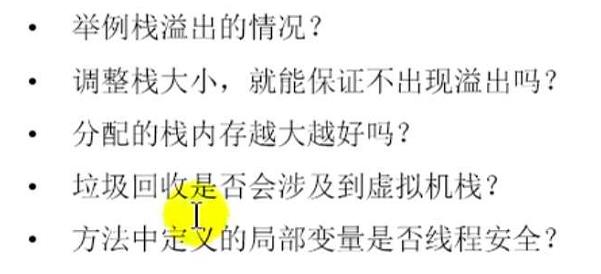 • 举例栈溢出的情况?
• 调整栈大小，就能保证不出现溢出吗?
• 分配的栈内存越大越好吗?
• 垃圾回收是否会涉及到虚拟机栈?
• 方法中定义的局部变量是否线程安全?